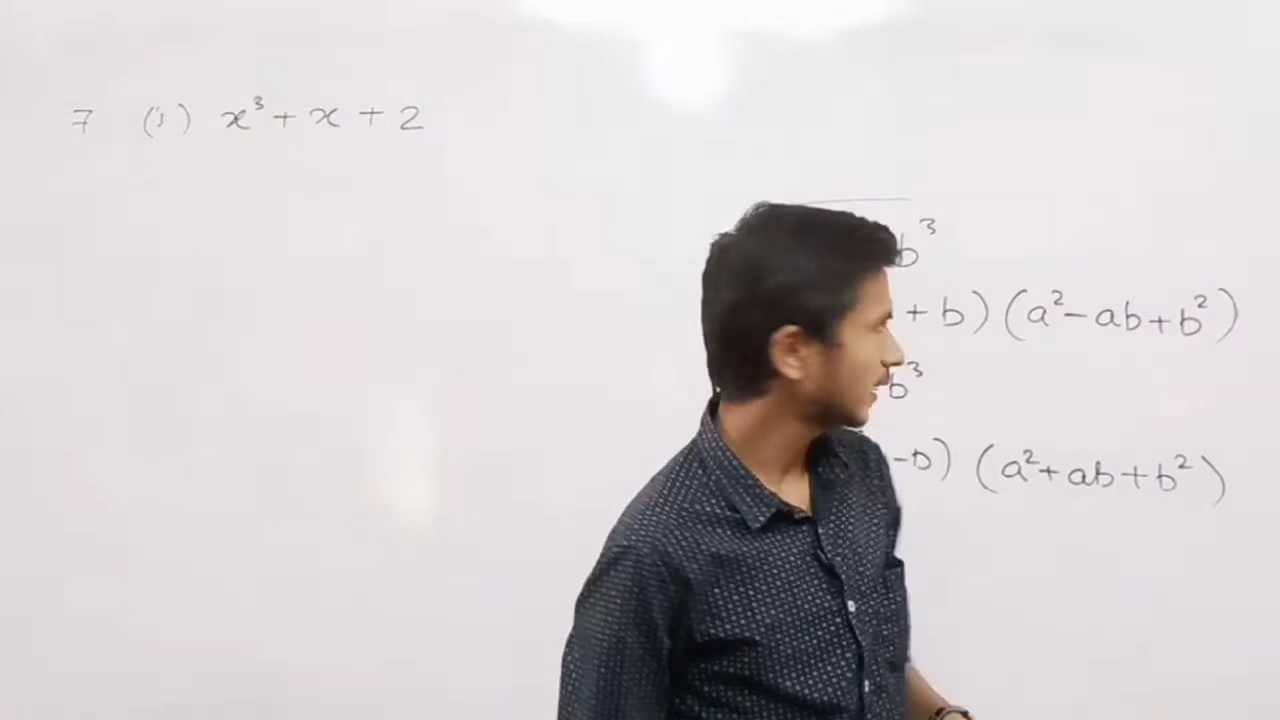 7 (i) x³ + x + 2
b³
+ b) (a² - ab + b²)
b³
- b) (a² + ab + b²)